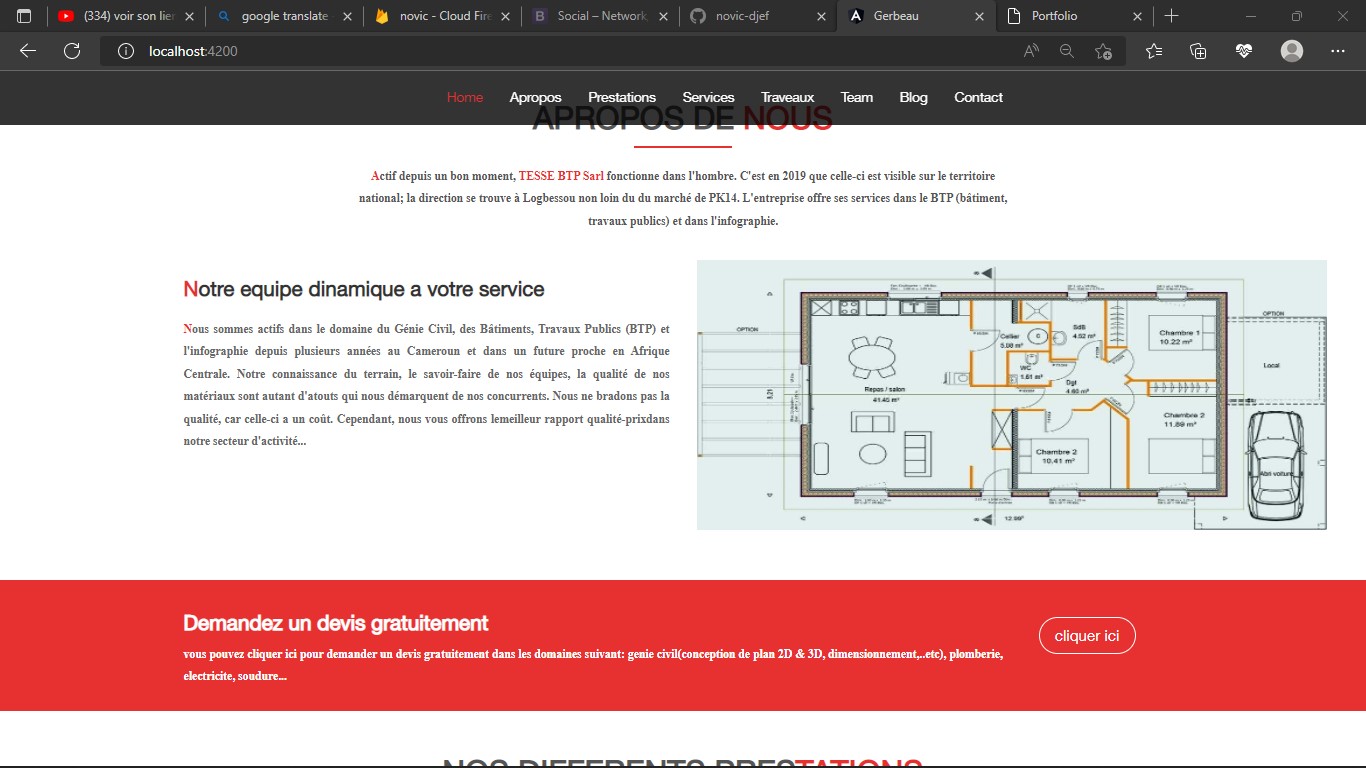 (334) voir son lien
google translate
novic - Cloud Fire
Social – Network,
novic-djef
Gerbeau
Portfolio
localhost:4200
Home Apropos Prestations Services Traveaux Team Blog Contact
APROPOS DE NOUS
Actif depuis un bon moment, TESSE BTP Sarl fonctionne dans l'hombre. C'est en 2019 que celle-ci est visible sur le territoire
national; la direction se trouve à Logbessou non loin du du marché de PK14. L'entreprise offre ses services dans le BTP (bâtiment,
travaux publics) et dans l'infographie.
Notre equipe dinamique a votre service
Nous sommes actifs dans le domaine du Génie Civil, des Bâtiments, Travaux Publics (BTP) et
l'infographie depuis plusieurs années au Cameroun et dans un future proche en Afrique
Centrale. Notre connaissance du terrain, le savoir-faire de nos équipes, la qualité de nos
matériaux sont autant d'atouts qui nous démarquent de nos concurrents. Nous ne bradons pas la
qualité, car celle-ci a un coût. Cependant, nous vous offrons lemeilleur rapport qualité-prixdans
notre secteur d'activité...
OPTION
OPTION
Cellier
5.00 m²
C
SdB
4.52 m²
Chambre 1
10.22 m²
WC
1.61 m²
Dgt
4.60 m²
Local
Repas / salon
41.45 m²
Chambre 2
11.89 m²
Chambre 2
10.41 m²
Abri voiture
Demandez un devis gratuitement
vous pouvez cliquer ici pour demander un devis gratuitement dans les domaines suivant: genie civil(conception de plan 2D & 3D, dimensionnement,..etc), plomberie,
electricite, soudure...
cliquer ici
NOS DIFFERENTS PRESTATIONS